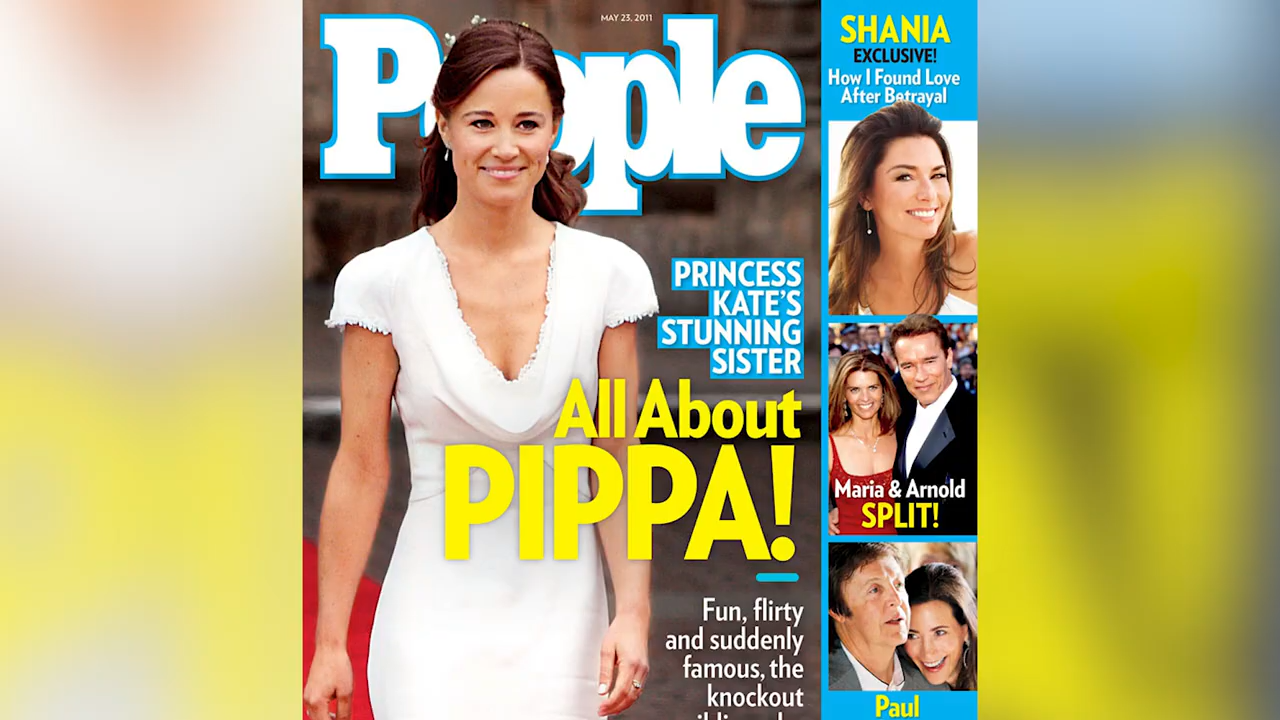 MAY 23, 2011
People
PRINCESS
KATE'S
STUNNING
SISTER
All About
PIPPA!
Fun, flirty
and suddenly
famous, the
knockout
SHANIA
EXCLUSIVE!
How I Found Love
After Betrayal
Maria & Arnold
SPLIT!
Paul